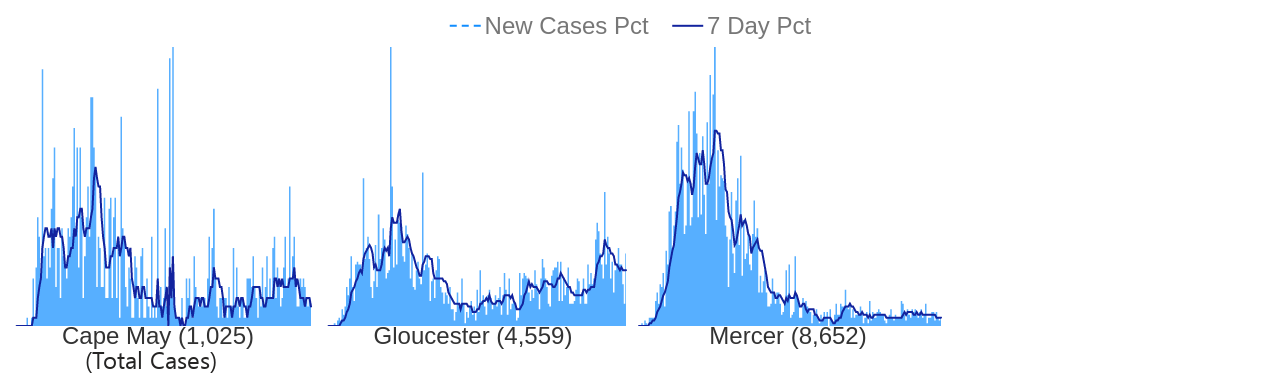 New Cases Pct 7 Day Pct
Cape May (1,025) Gloucester (4,559) Mercer (8,652)
(Total Cases)